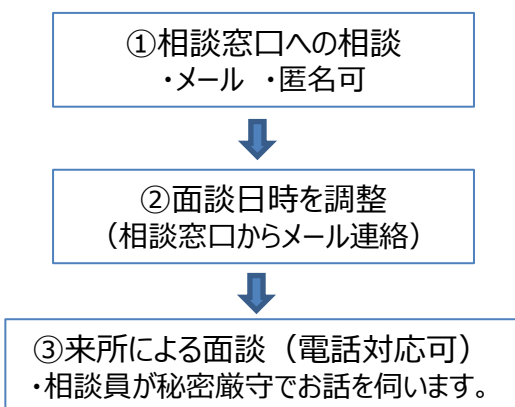 ①相談窓口への相談
・メール ・匿名可
②面談日時を調整
（相談窓口からメール連絡）
③来所による面談（電話対応可）
・相談員が秘密厳守でお話を伺います。